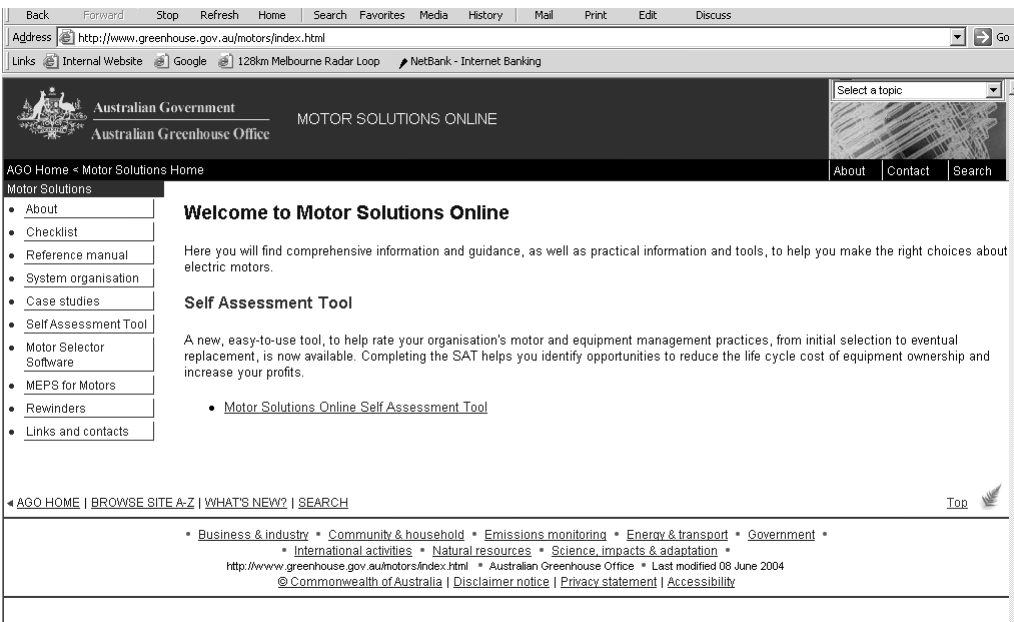 Back Forward Stop Refresh Home Search Favorites Media History Mail Print Edit Discuss
Address http://www.greenhouse.gov.au/motors/index.html Go
Links Internal Website Google 128km Melbourne Radar Loop NetBank - Internet Banking
Select a topic
Australian Government
Australian Greenhouse Office
MOTOR SOLUTIONS ONLINE
AGO Home < Motor Solutions Home
About Contact Search
Motor Solutions
• About
• Checklist
• Reference manual
• System organisation
• Case studies
• Self Assessment Tool
• Motor Selector
Software
• MEPS for Motors
• Rewinders
• Links and contacts
Welcome to Motor Solutions Online
Here you will find comprehensive information and guidance, as well as practical information and tools, to help you make the right choices about
electric motors.
Self Assessment Tool
A new, easy-to-use tool, to help rate your organisation's motor and equipment management practices, from initial selection to eventual
replacement, is now available. Completing the SAT helps you identify opportunities to reduce the life cycle cost of equipment ownership and
increase your profits.
• Motor Solutions Online Self Assessment Tool
AGO HOME | BROWSE SITE A-Z | WHAT'S NEW? | SEARCH
Top
• Business & industry • Community & household • Emissions monitoring • Energy & transport • Government •
• International activities • Natural resources • Science, impacts & adaptation •
http://www.greenhouse.gov.au/motors/index.html • Australian Greenhouse Office • Last modified 08 June 2004
© Commonwealth of Australia | Disclaimer notice | Privacy statement | Accessibility